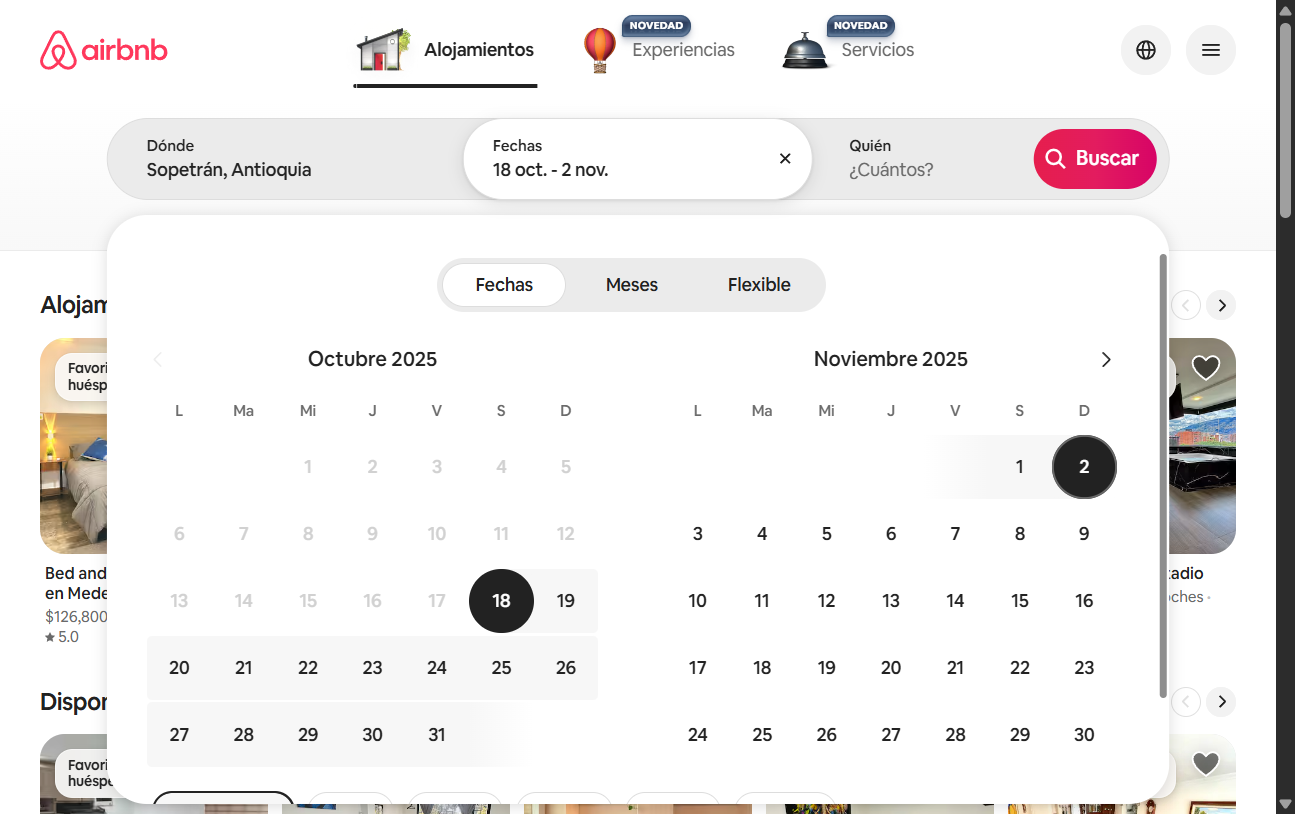 airbnb
Alojamientos
NOVEDAD
Experiencias
NOVEDAD
Servicios
Dónde
Sopetrán, Antioquia
Fechas
18 oct. - 2 nov.
Quién
¿Cuántos?
Buscar
Fechas
Meses
Flexible
Octubre 2025
L Ma Mi J V S D
1 2 3 4 5
6 7 8 9 10 11 12
13 14 15 16 17 18 19
20 21 22 23 24 25 26
27 28 29 30 31
Noviembre 2025
L Ma Mi J V S D
1 2
3 4 5 6 7 8 9
10 11 12 13 14 15 16
17 18 19 20 21 22 23
24 25 26 27 28 29 30
Alojam
Favori
huésp
Bed and
en Mede
$126,800
5.0
tadio
oches ·
Dispon
Favori
huéspe